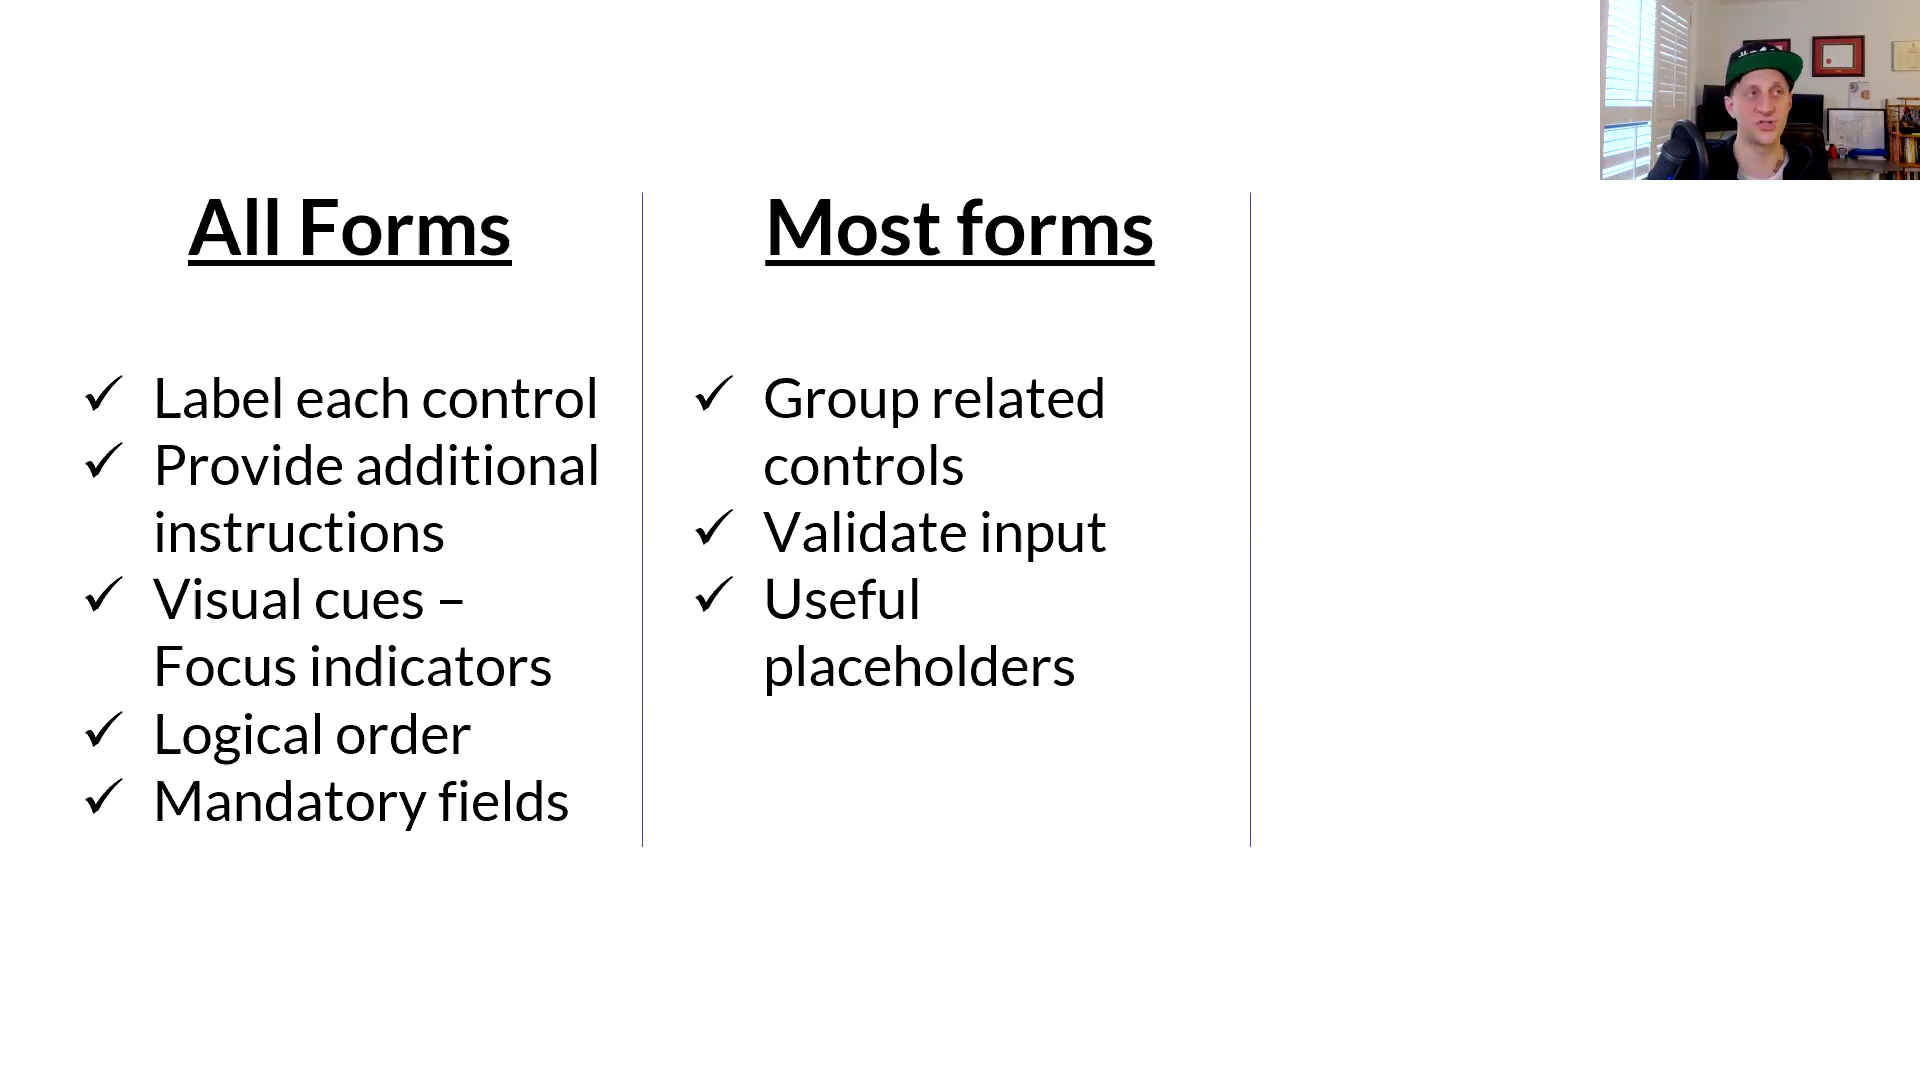 All Forms
✓ Label each control
✓ Provide additional
instructions
✓ Visual cues –
Focus indicators
✓ Logical order
✓ Mandatory fields
Most forms
✓ Group related
controls
✓ Validate input
✓ Useful
placeholders